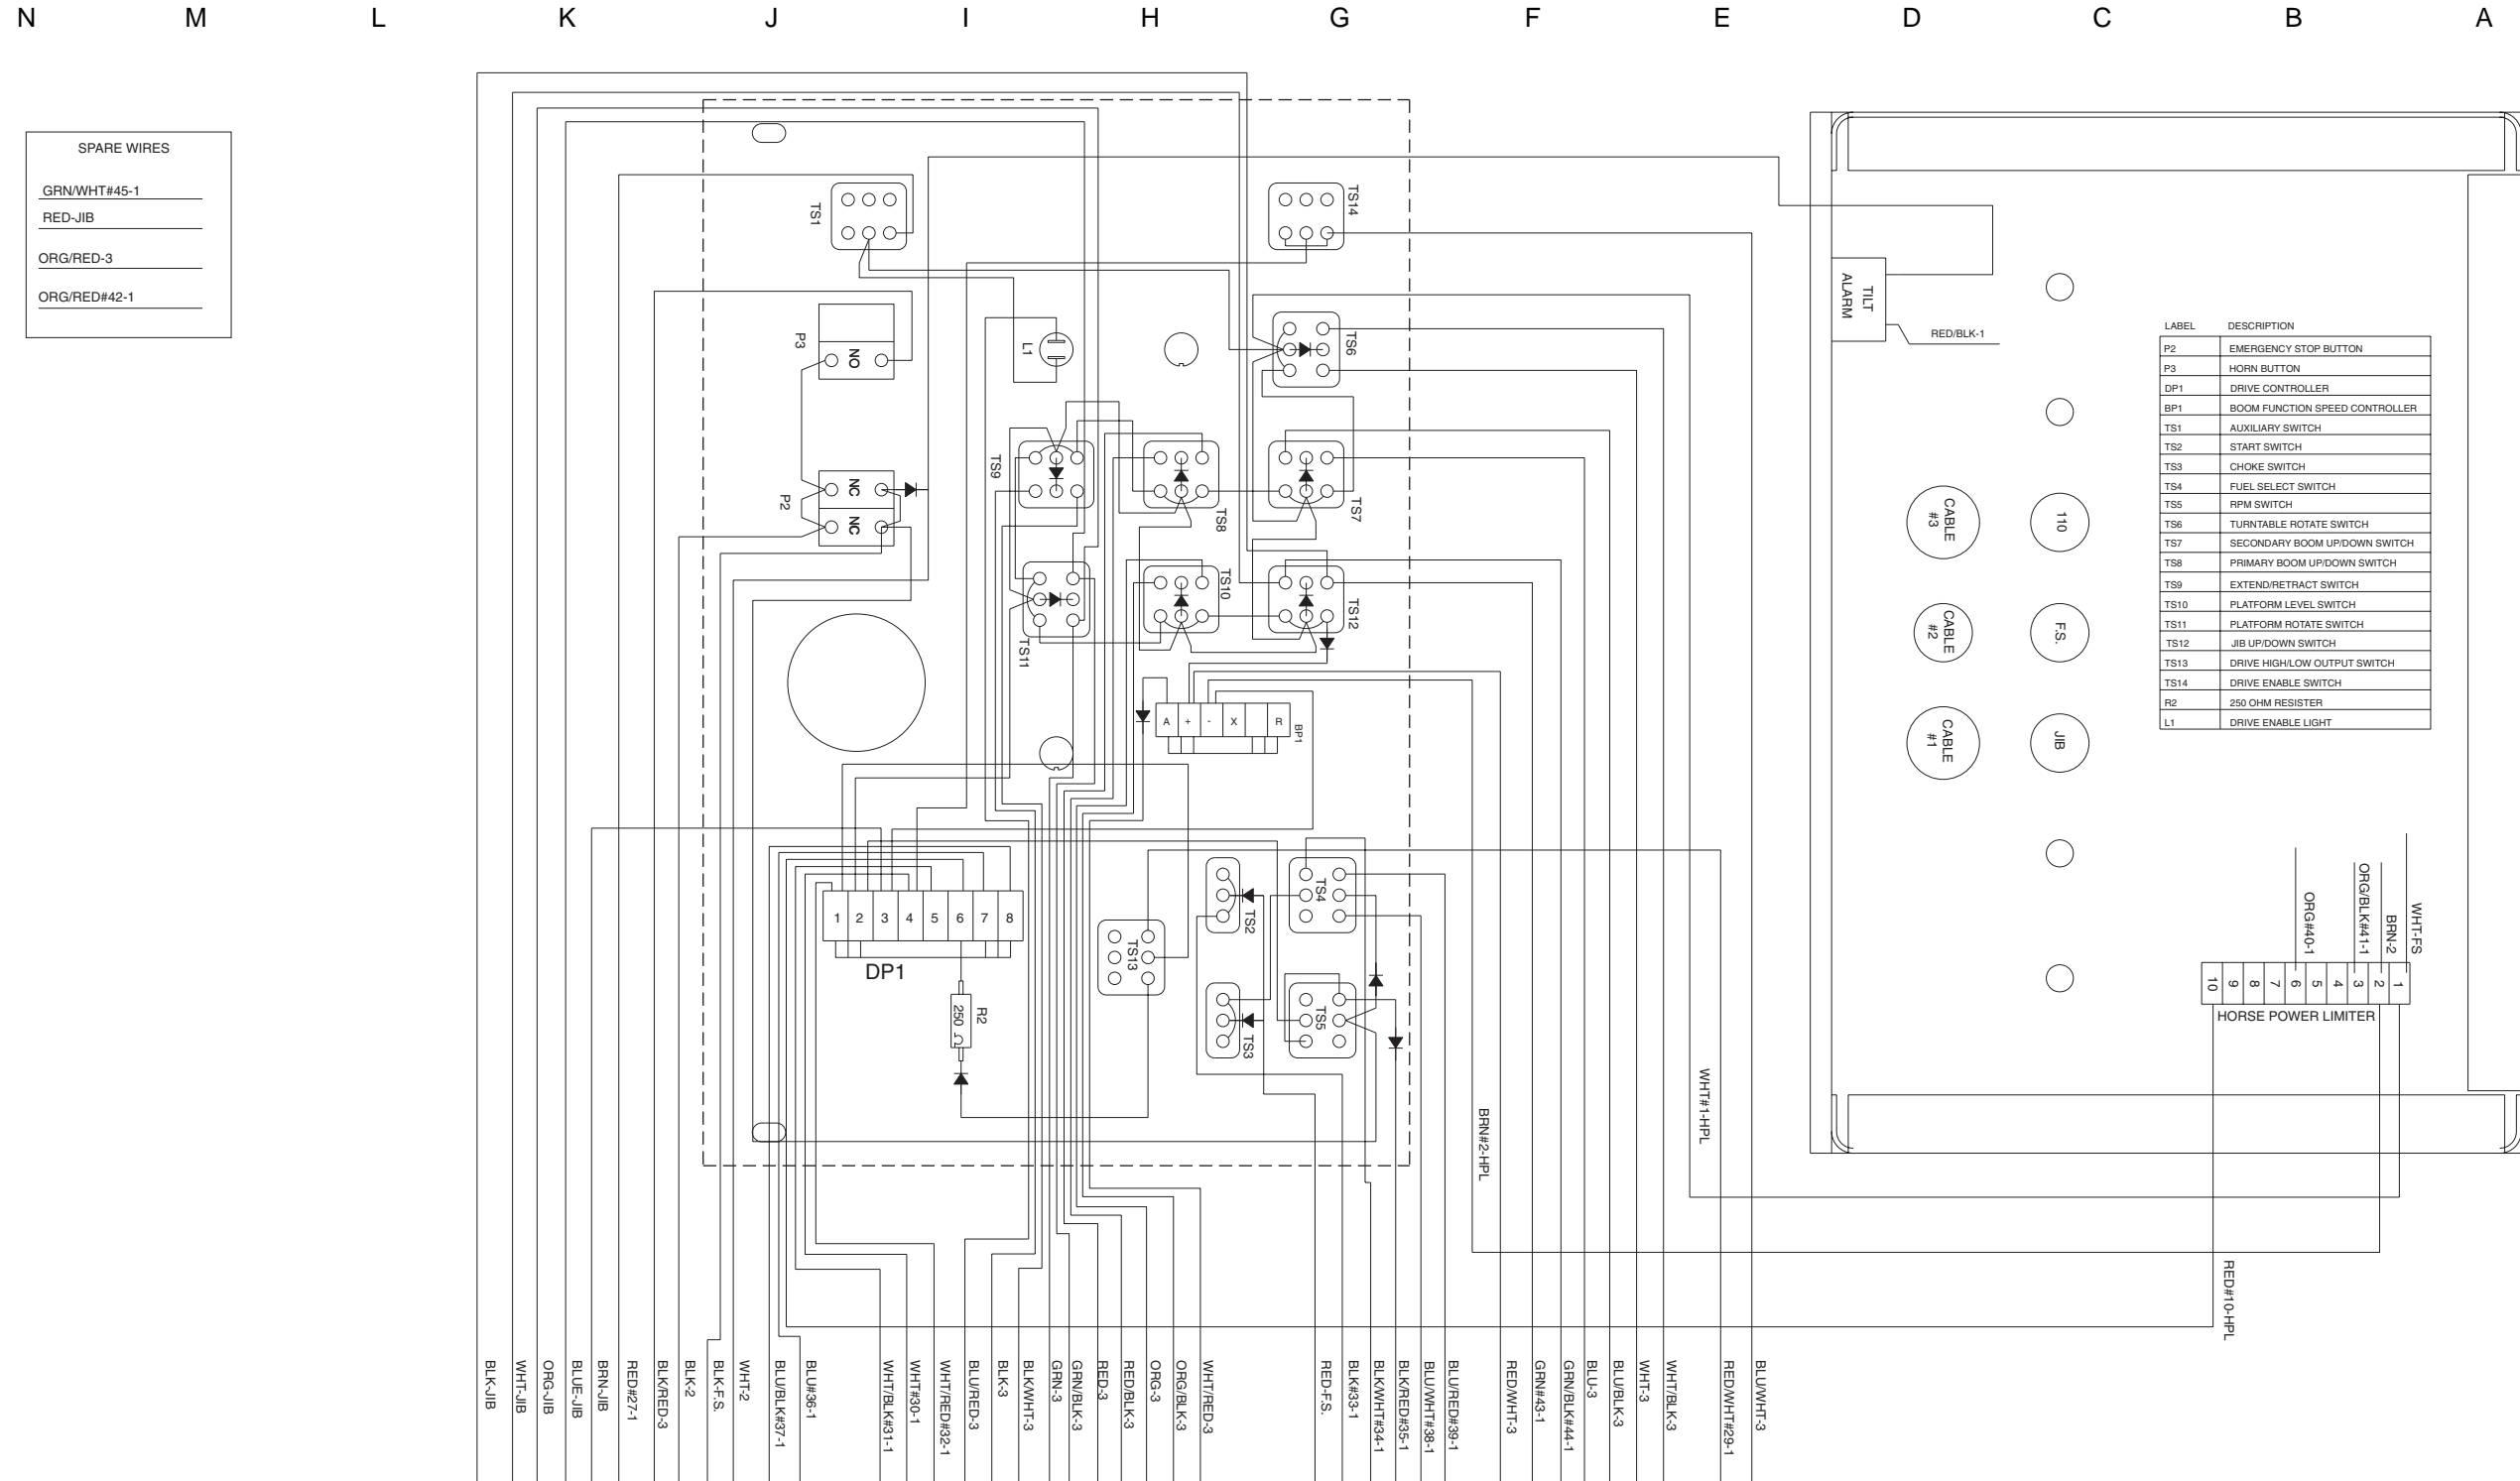 N M L K J I H G F E D C B A
SPARE WIRES
GRN/WHT#45-1
RED-JIB
ORG/RED-3
ORG/RED#42-1
TS1
TS14
P3
NO
L1
TS6
P2
NC
NC
TS9
TS8
TS7
TS11
TS10
TS12
A + - X R
BP1
1 2 3 4 5 6 7 8
DP1
R2
250 Ω
TS13
TS2
TS4
TS3
TS5
TILT
ALARM
RED/BLK-1
CABLE
#3
110
CABLE
#2
F.S.
CABLE
#1
JIB
LABEL DESCRIPTION
P2 EMERGENCY STOP BUTTON
P3 HORN BUTTON
DP1 DRIVE CONTROLLER
BP1 BOOM FUNCTION SPEED CONTROLLER
TS1 AUXILIARY SWITCH
TS2 START SWITCH
TS3 CHOKE SWITCH
TS4 FUEL SELECT SWITCH
TS5 RPM SWITCH
TS6 TURNTABLE ROTATE SWITCH
TS7 SECONDARY BOOM UP/DOWN SWITCH
TS8 PRIMARY BOOM UP/DOWN SWITCH
TS9 EXTEND/RETRACT SWITCH
TS10 PLATFORM LEVEL SWITCH
TS11 PLATFORM ROTATE SWITCH
TS12 JIB UP/DOWN SWITCH
TS13 DRIVE HIGH/LOW OUTPUT SWITCH
TS14 DRIVE ENABLE SWITCH
R2 250 OHM RESISTER
L1 DRIVE ENABLE LIGHT
ORG#40-1
ORG/BLK#41-1
BRN-2
WHT-FS
10 9 8 7 6 5 4 3 2 1
HORSE POWER LIMITER
WHT#1-HPL
BRN#2-HPL
RED#10-HPL
BLK-JIB
WHT-JIB
ORG-JIB
BLUE-JIB
BRN-JIB
RED#27-1
BLK/RED-3
BLK-2
BLK-F.S.
WHT-2
BLU/BLK#37-1
BLU#36-1
WHT/BLK#31-1
WHT#30-1
WHT/RED#32-1
BLU/RED-3
BLK-3
BLK/WHT-3
GRN-3
GRN/BLK-3
RED-3
RED/BLK-3
ORG-3
ORG/BLK-3
WHT/RED-3
RED-F.S.
BLK#33-1
BLK/WHT#34-1
BLK/RED#35-1
BLU/WHT#38-1
BLU/RED#39-1
RED/WHT-3
GRN#43-1
GRN/BLK#44-1
BLU-3
BLU/BLK-3
WHT-3
WHT/BLK-3
RED/WHT#29-1
BLU/WHT-3